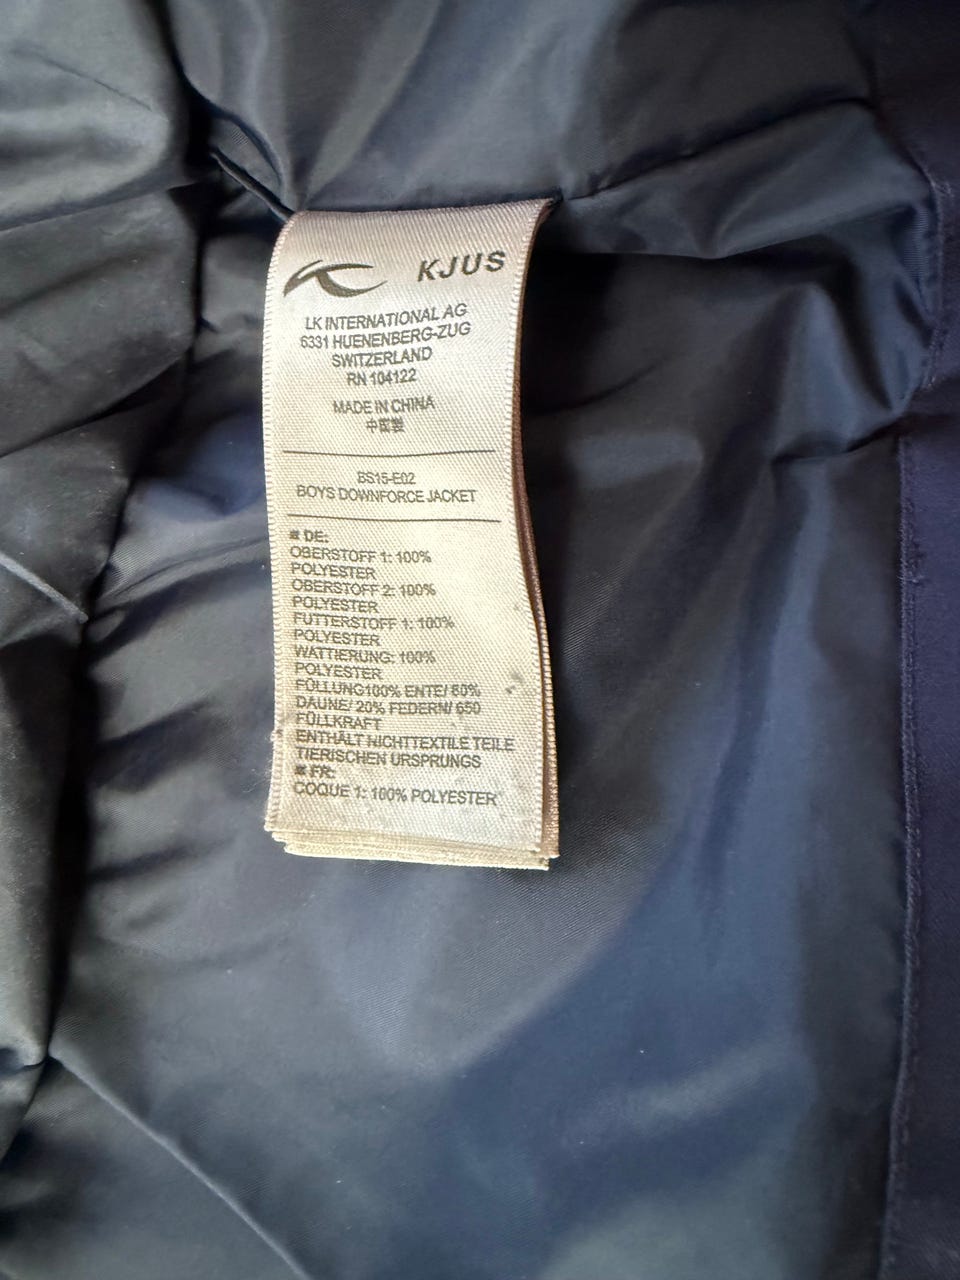 KJUS
LK INTERNATIONAL AG
6331 HUENENBERG-ZUG
SWITZERLAND
RN 104122
MADE IN CHINA
中国製
BS15-E02
BOYS DOWNFORCE JACKET
# DE:
OBERSTOFF 1: 100%
POLYESTER
OBERSTOFF 2: 100%
POLYESTER
FUTTERSTOFF 1: 100%
POLYESTER
WATTIERUNG: 100%
POLYESTER
FÜLLUNG100% ENTE/ 80%
DAUNE/ 20% FEDERN/ 650
FÜLLKRAFT
ENTHÄLT NICHTTEXTILE TEILE
TIERISCHEN URSPRUNGS
# FR:
COQUE 1: 100% POLYESTER